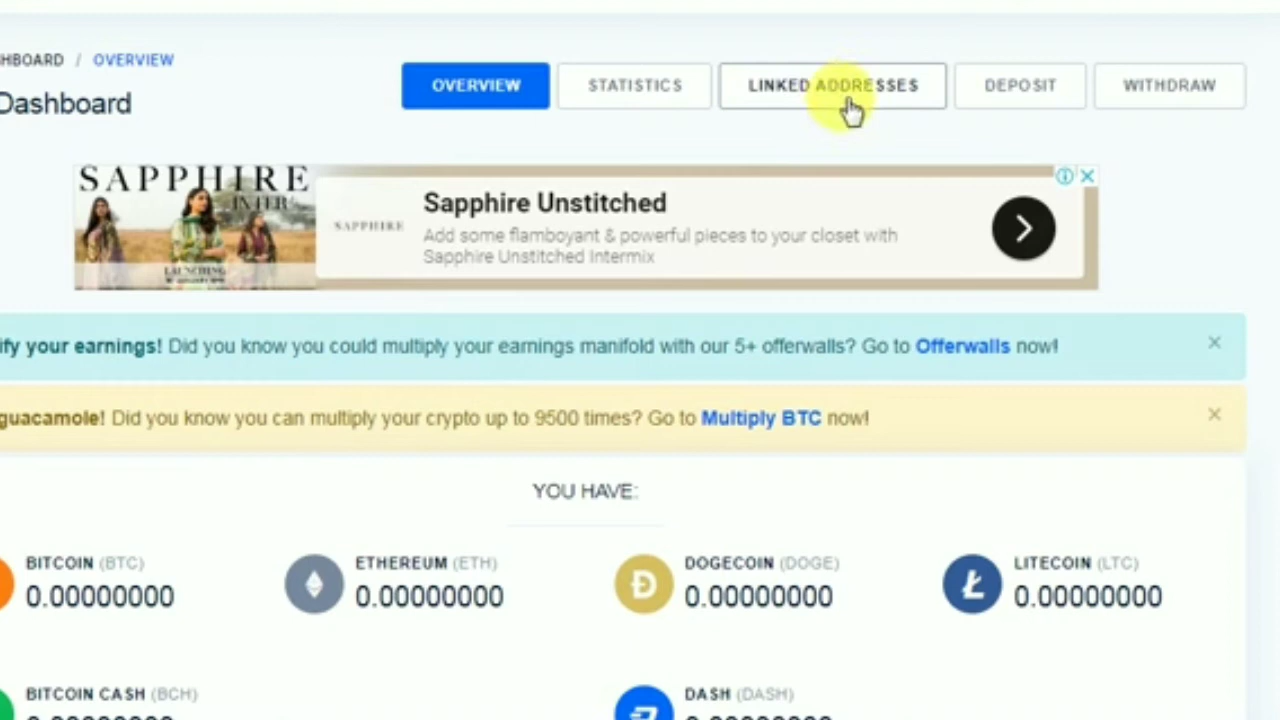 HBOARD / OVERVIEW
Dashboard
OVERVIEW STATISTICS LINKED ADDRESSES DEPOSIT WITHDRAW
SAPPHIRE
Sapphire Unstitched
SAPPHIRE
Add some flamboyant & powerful pieces to your closet with
Sapphire Unstitched Intermix
LAUNCHING
ify your earnings! Did you know you could multiply your earnings manifold with our 5+ offerwalls? Go to Offerwalls now!
guacamole! Did you know you can multiply your crypto up to 9500 times? Go to Multiply BTC now!
YOU HAVE:
BITCOIN (BTC) ETHEREUM (ETH) DOGECOIN (DOGE) LITECOIN (LTC)
0.00000000 0.00000000 0.00000000 0.00000000
BITCOIN CASH (BCH) DASH (DASH)